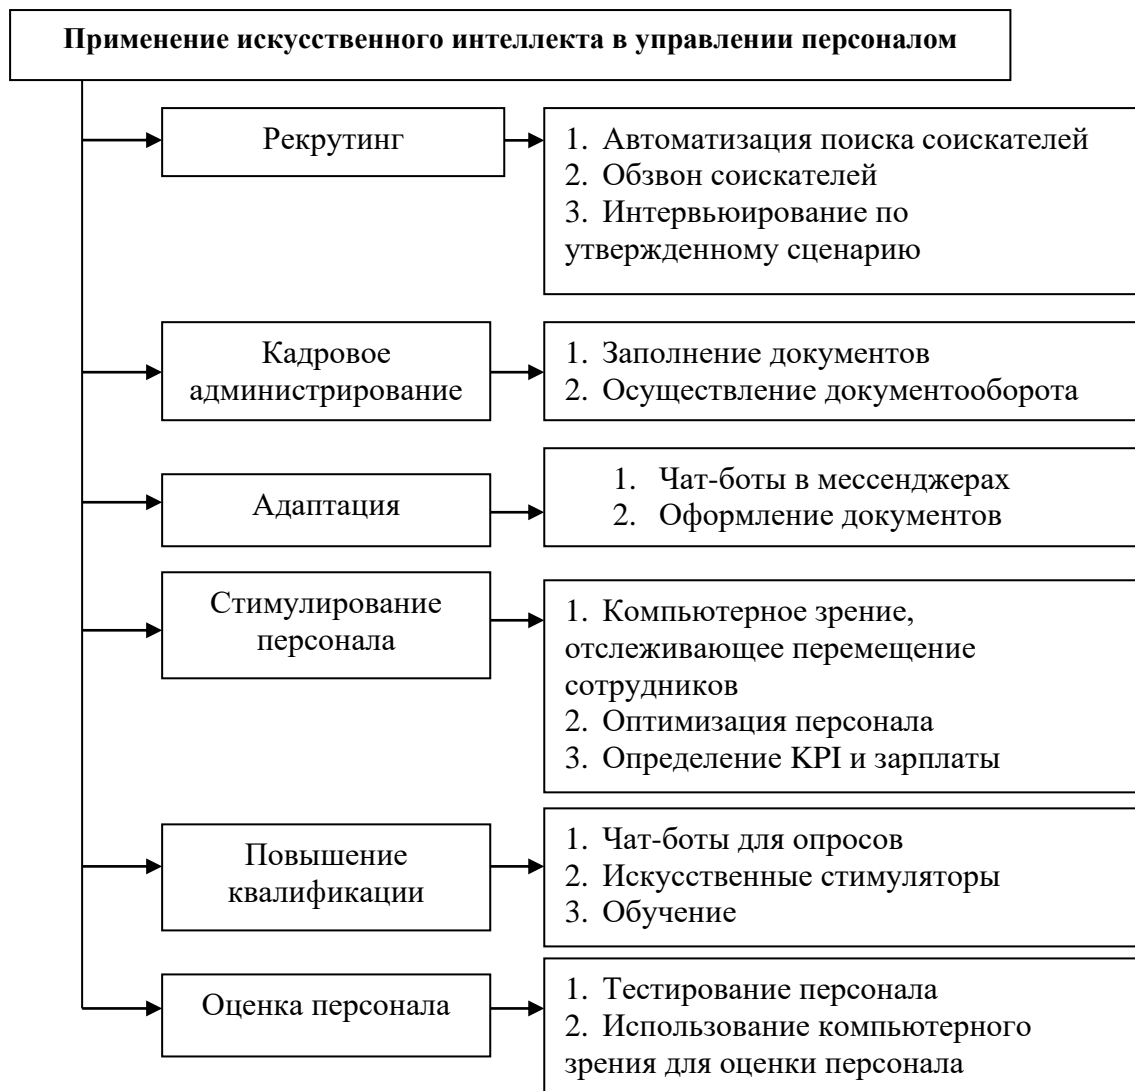 Применение искусственного интеллекта в управлении персоналом
Рекрутинг
1. Автоматизация поиска соискателей
2. Обзвон соискателей
3. Интервьюирование по
утвержденному сценарию
Кадровое
администрирование
1. Заполнение документов
2. Осуществление документооборота
Адаптация
1. Чат-боты в мессенджерах
2. Оформление документов
Стимулирование
персонала
1. Компьютерное зрение,
отслеживающее перемещение
сотрудников
2. Оптимизация персонала
3. Определение KPI и зарплаты
Повышение
квалификации
1. Чат-боты для опросов
2. Искусственные стимуляторы
3. Обучение
Оценка персонала
1. Тестирование персонала
2. Использование компьютерного
зрения для оценки персонала